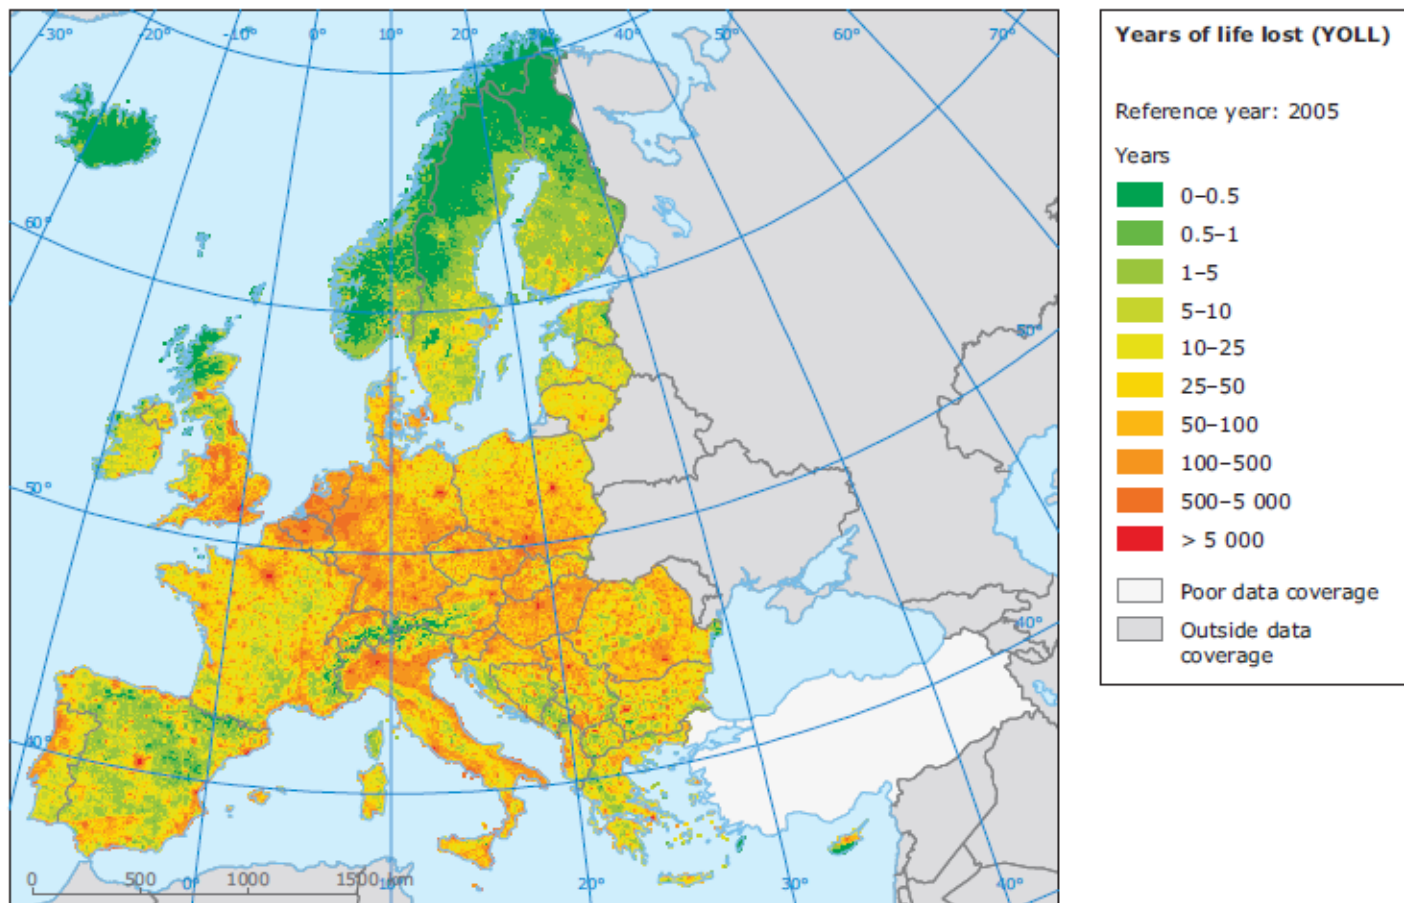 -30° -20° -10° 0° 10° 20° 30° 40° 50° 60° 70°
60°
50°
50°
40°
40°
0 500 1000 1500 km
0° 10° 20° 30° 40°
Years of life lost (YOLL)
Reference year: 2005
Years
0–0.5
0.5–1
1–5
5–10
10–25
25–50
50–100
100–500
500–5 000
> 5 000
Poor data coverage
Outside data
coverage